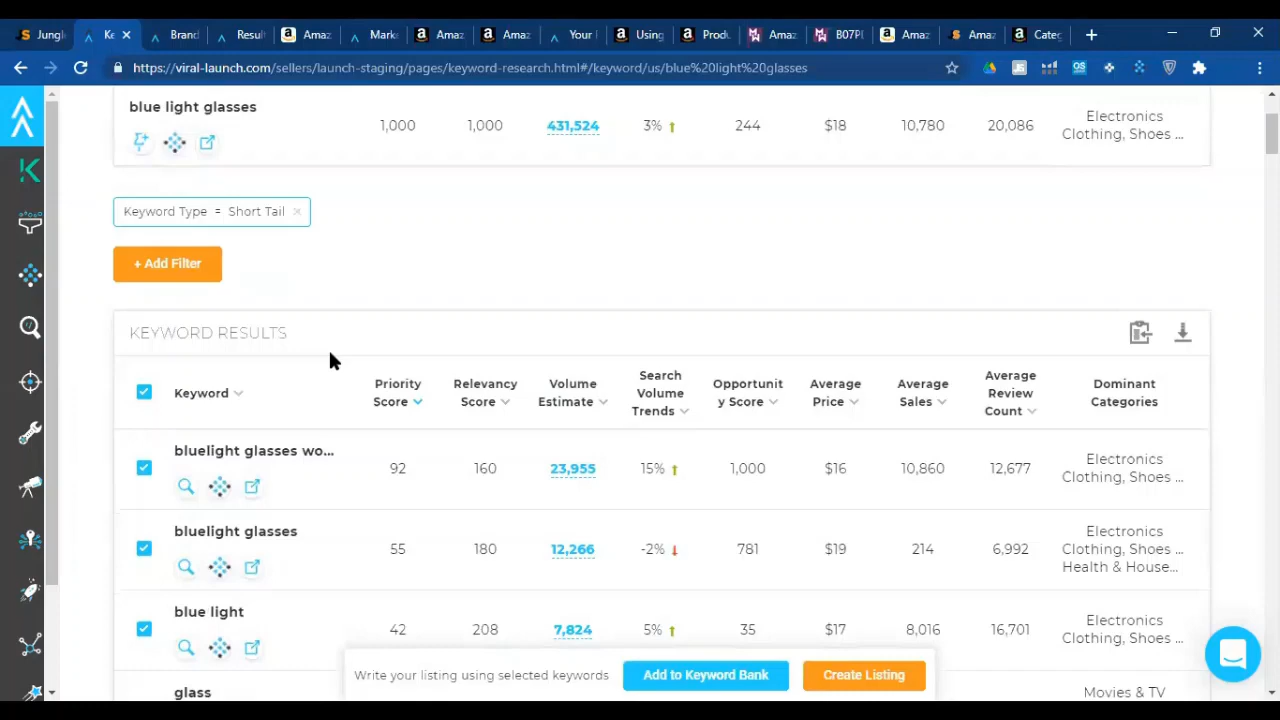 Jungl
Ke
Brand
Result
Amaz
Marke
Amaz
Amaz
Your l
Using
Produ
Amaz
B07PL
Amaz
Amaz
Categ
https://viral-launch.com/sellers/launch-staging/pages/keyword-research.html#/keyword/us/blue%20light%20glasses
blue light glasses
1,000 1,000 431,524 3% 244 $18 10,780 20,086
Electronics
Clothing, Shoes ...
Keyword Type = Short Tail ×
+ Add Filter
KEYWORD RESULTS
Keyword
Priority
Score
Relevancy
Score
Volume
Estimate
Search
Volume
Trends
Opportunit
y Score
Average
Price
Average
Sales
Average
Review
Count
Dominant
Categories
bluelight glasses wo...
92 160 23,955 15% 1,000 $16 10,860 12,677
Electronics
Clothing, Shoes ...
bluelight glasses
55 180 12,266 -2% 781 $19 214 6,992
Electronics
Clothing, Shoes ...
Health & House...
blue light
42 208 7,824 5% 35 $17 8,016 16,701
Electronics
Clothing, Shoes ...
glass
Movies & TV
Write your listing using selected keywords
Add to Keyword Bank
Create Listing